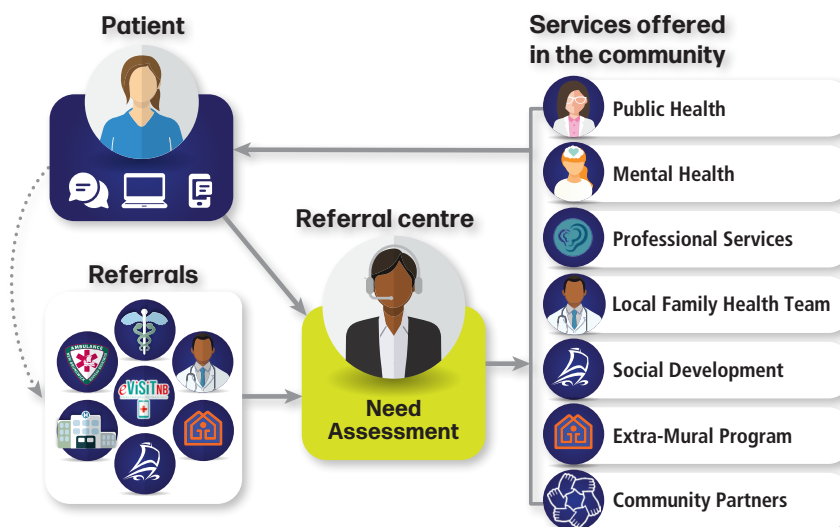 Patient
Services offered
in the community
Public Health
Mental Health
Professional Services
Local Family Health Team
Social Development
Extra-Mural Program
Community Partners
Referral centre
Need
Assessment
Referrals
AMBULANCE
eViSiTNB
H